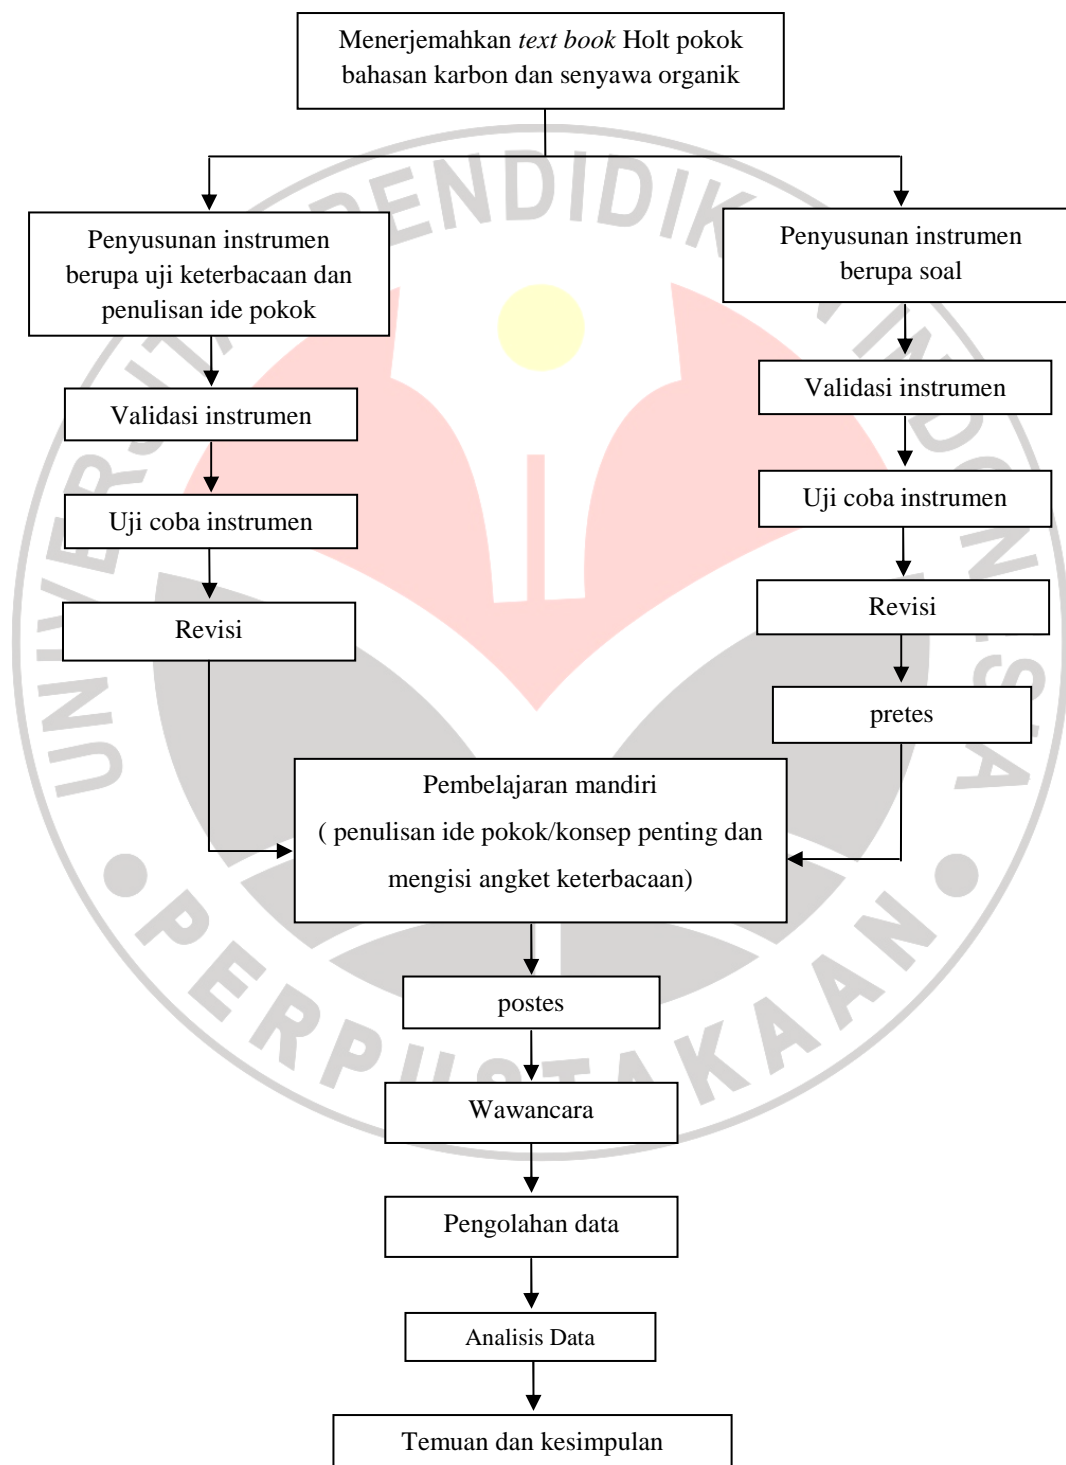 Menerjemahkan text book Holt pokok
bahasan karbon dan senyawa organik
Penyusunan instrumen
berupa uji keterbacaan dan
penulisan ide pokok
Penyusunan instrumen
berupa soal
Validasi instrumen
Validasi instrumen
Uji coba instrumen
Uji coba instrumen
Revisi
Revisi
pretes
Pembelajaran mandiri
( penulisan ide pokok/konsep penting dan
mengisi angket keterbacaan)
postes
Wawancara
Pengolahan data
Analisis Data
Temuan dan kesimpulan
PERPUSTAKAAN